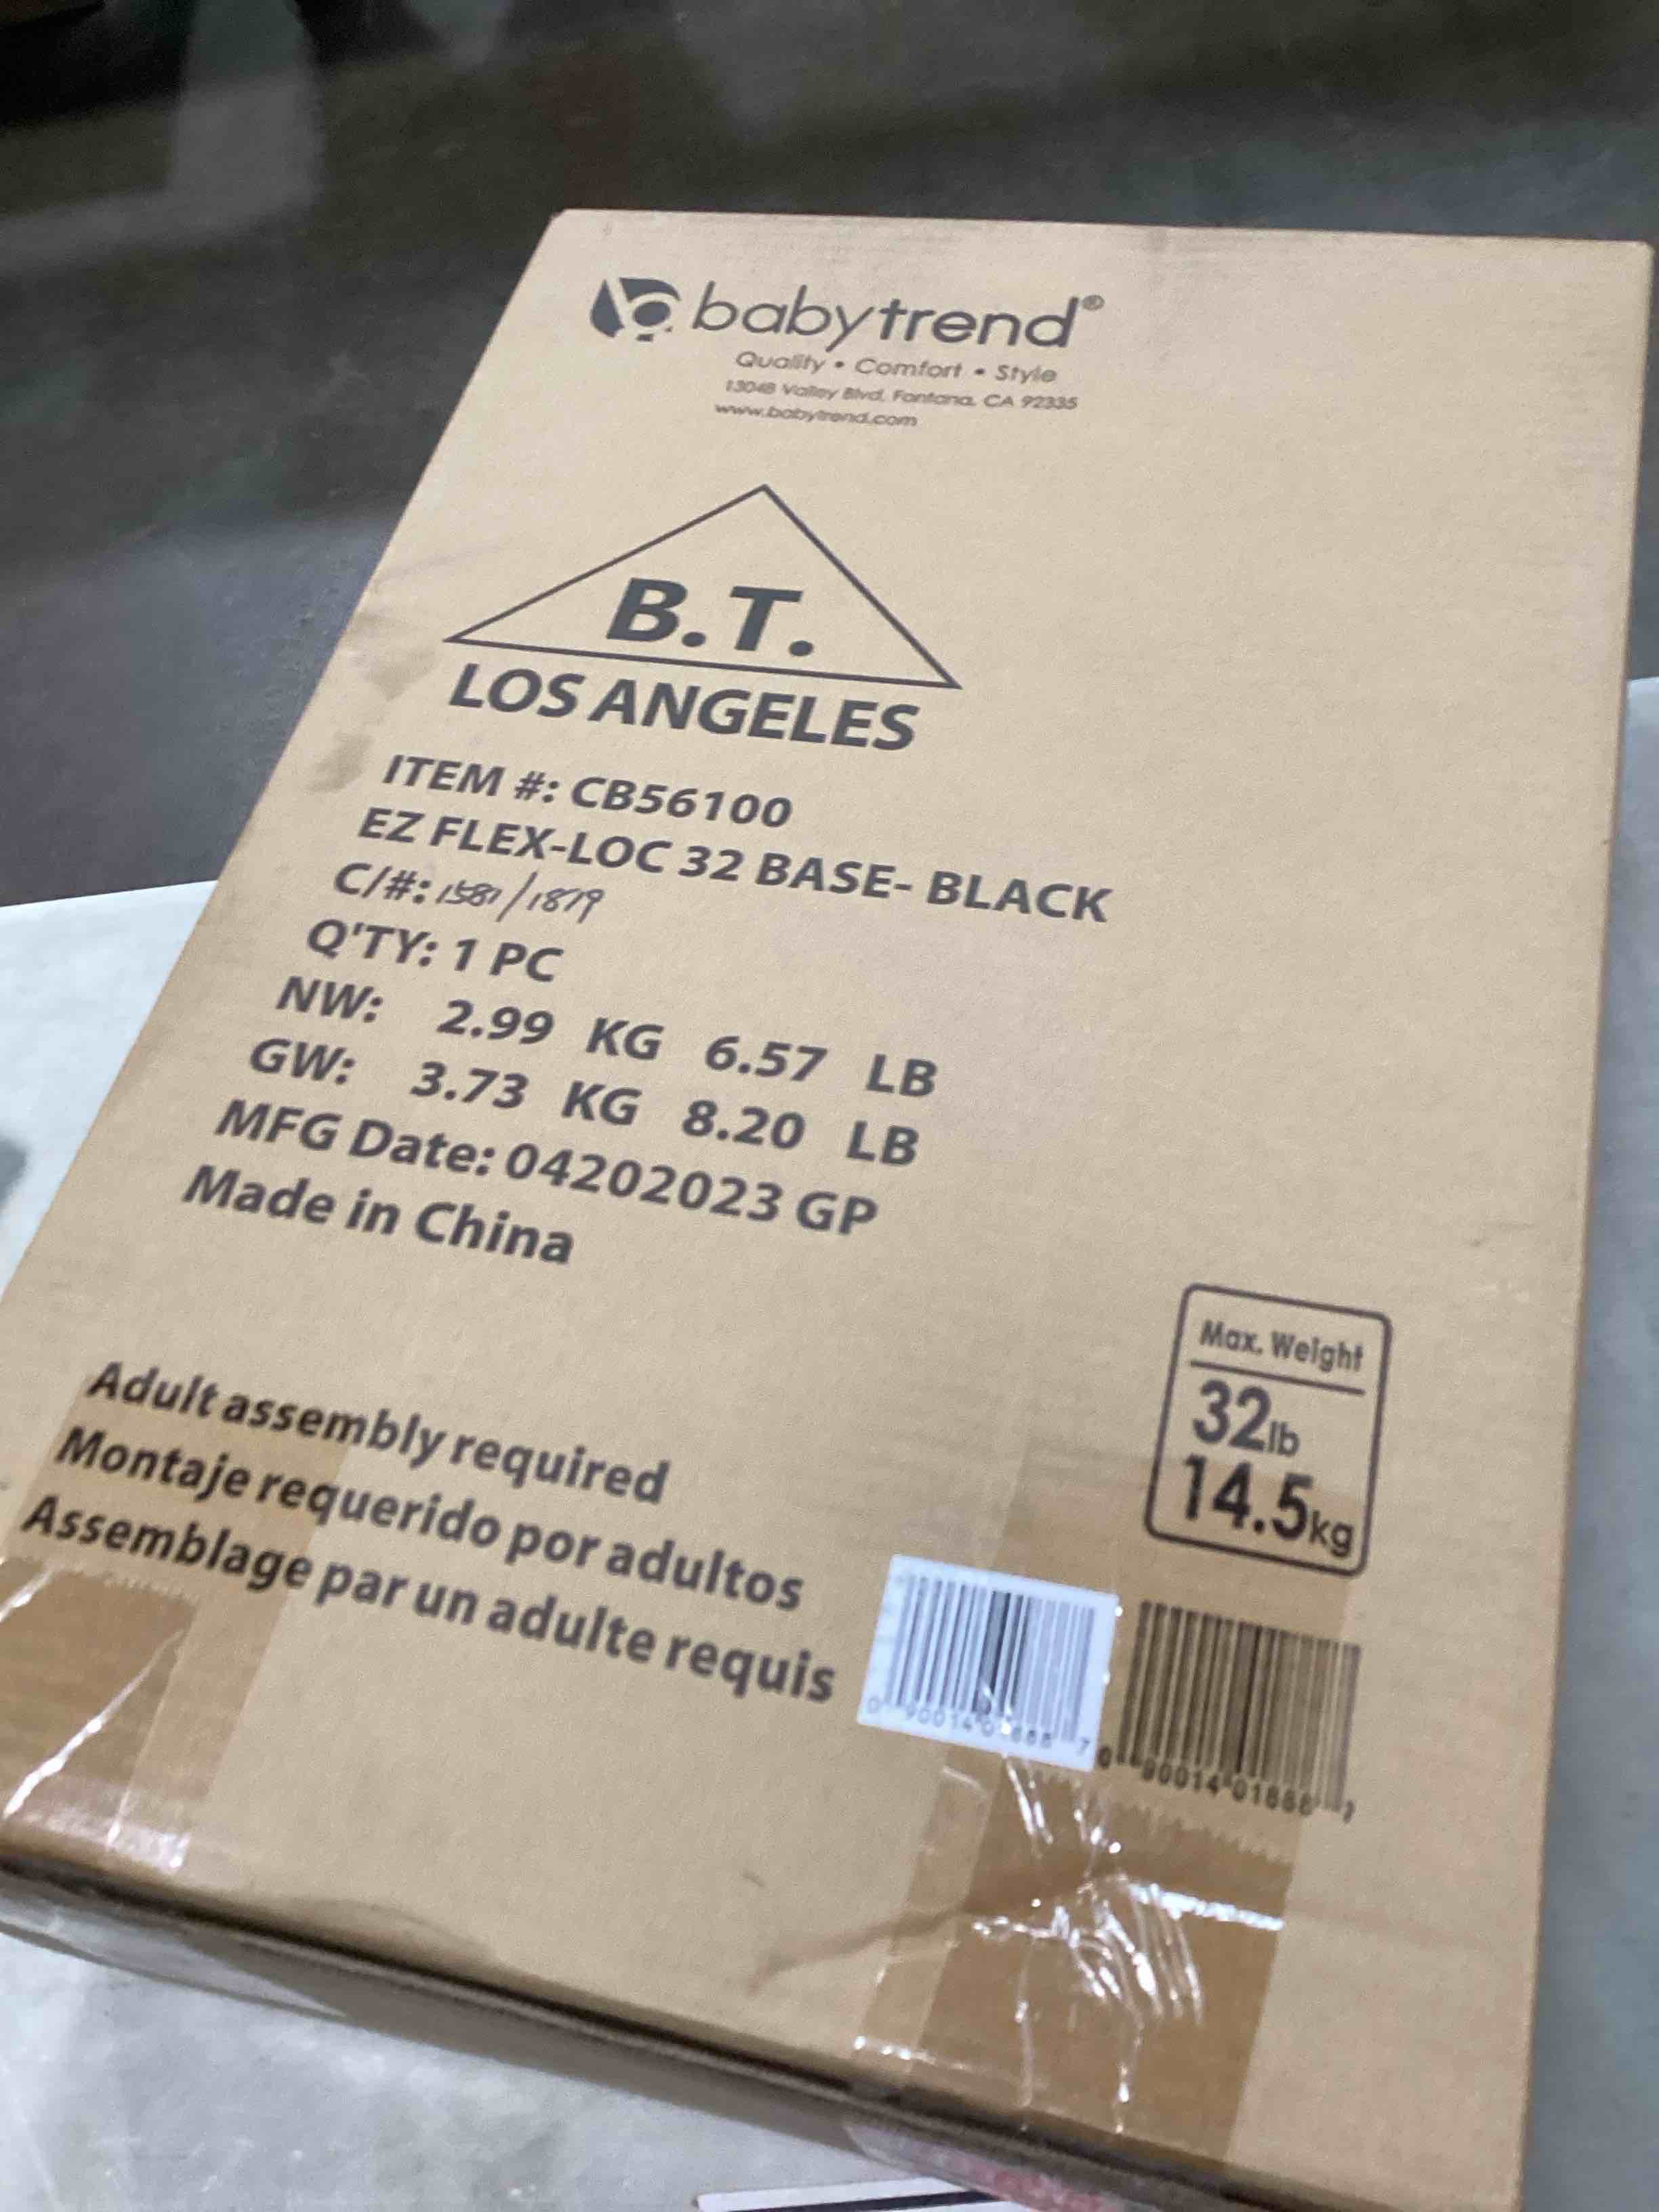 babytrend®
Quality • Comfort • Style
13048 Valley Blvd, Fontana, CA 92335
www.babytrend.com
B.T.
LOS ANGELES
ITEM #: CB56100
EZ FLEX-LOC 32 BASE- BLACK
C/#: /1879
Q'TY: 1 PC
NW: 2.99 KG 6.57 LB
GW: 3.73 KG 8.20 LB
MFG Date: 04202023 GP
Made in China
Max. Weight
32lb
14.5kg
Adult assembly required
Montaje requerido por adultos
Assemblage par un adulte requis